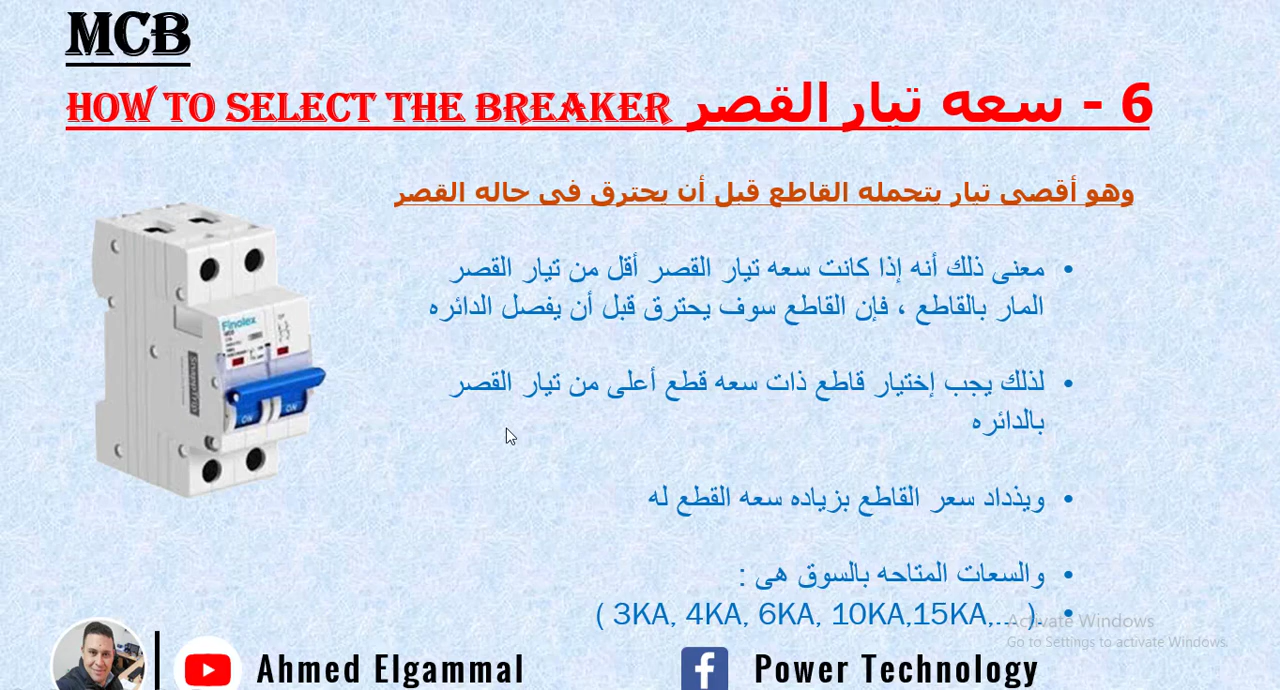 MCB
HOW TO SELECT THE BREAKER 6 - سعه تيار القصر
وهو أقصى تيار يتحمله القاطع قبل أن يحترق فى حاله القصر
• معنى ذلك أنه إذا كانت سعه تيار القصر أقل من تيار القصر
المار بالقاطع ، فإن القاطع سوف يحترق قبل أن يفصل الدائره
• لذلك يجب إختيار قاطع ذات سعه قطع أعلى من تيار القصر
بالدائره
• ويذداد سعر القاطع بزياده سعه القطع له
• والسعات المتاحه بالسوق هى :
• ( 3KA, 4KA, 6KA, 10KA,15KA,... ).
Finolex
ON ON
Activate Windows
Go to Settings to activate Windows.
Ahmed Elgammal
f Power Technology